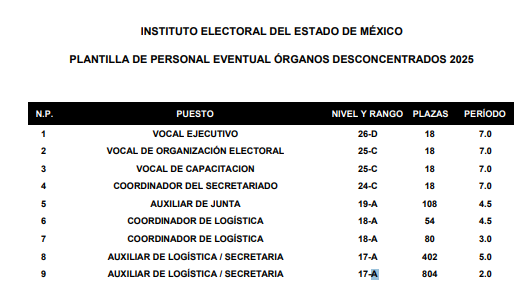 INSTITUTO ELECTORAL DEL ESTADO DE MÉXICO
PLANTILLA DE PERSONAL EVENTUAL ÓRGANOS DESCONCENTRADOS 2025
N.P. PUESTO NIVEL Y RANGO PLAZAS PERÍODO
1 VOCAL EJECUTIVO 26-D 18 7.0
2 VOCAL DE ORGANIZACIÓN ELECTORAL 25-C 18 7.0
3 VOCAL DE CAPACITACION 25-C 18 7.0
4 COORDINADOR DEL SECRETARIADO 24-C 18 7.0
5 AUXILIAR DE JUNTA 19-A 108 4.5
6 COORDINADOR DE LOGÍSTICA 18-A 54 4.5
7 COORDINADOR DE LOGÍSTICA 18-A 80 3.0
8 AUXILIAR DE LOGÍSTICA / SECRETARIA 17-A 402 5.0
9 AUXILIAR DE LOGÍSTICA / SECRETARIA 17-A 804 2.0